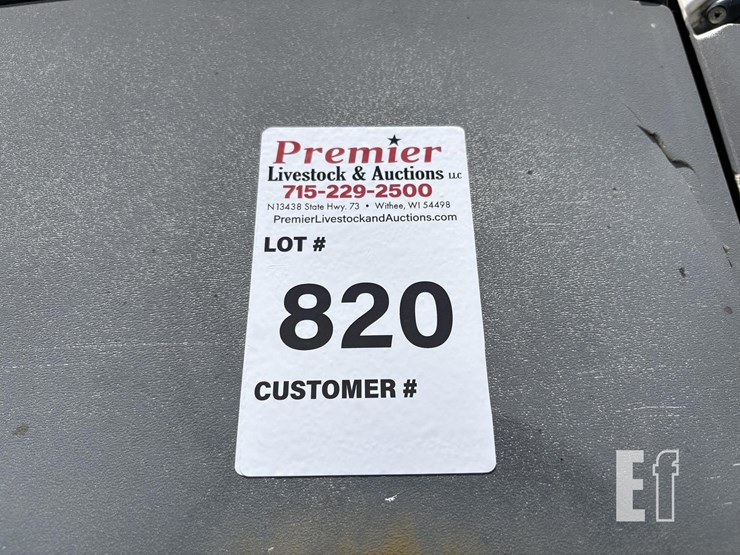 Premier
Livestock & Auctions LLC
715-229-2500
N13438 State Hwy. 73 • Withee, WI 54498
PremierLivestockandAuctions.com
LOT #
820
CUSTOMER #
Ef